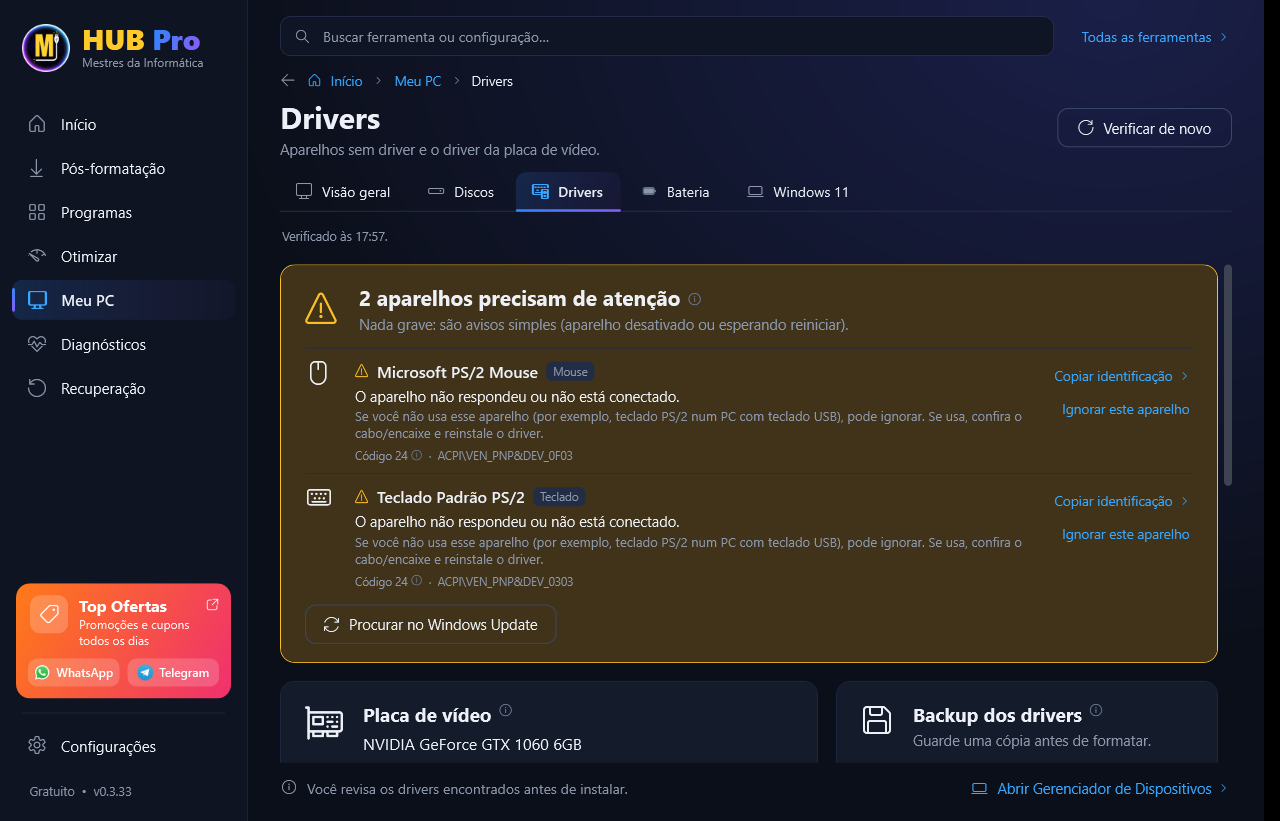 HUB Pro
Mestres da Informática
Buscar ferramenta ou configuração...
Todas as ferramentas
Início
Meu PC
Drivers
Drivers
Aparelhos sem driver e o driver da placa de vídeo.
Verificar de novo
Início
Pós-formatação
Programas
Otimizar
Meu PC
Diagnósticos
Recuperação
Visão geral
Discos
Drivers
Bateria
Windows 11
Verificado às 17:57.
2 aparelhos precisam de atenção
Nada grave: são avisos simples (aparelho desativado ou esperando reiniciar).
Microsoft PS/2 Mouse
Mouse
O aparelho não respondeu ou não está conectado.
Se você não usa esse aparelho (por exemplo, teclado PS/2 num PC com teclado USB), pode ignorar. Se usa, confira o
cabo/encaixe e reinstale o driver.
Código 24 · ACPI\VEN_PNP&DEV_0F03
Copiar identificação
Ignorar este aparelho
Teclado Padrão PS/2
Teclado
O aparelho não respondeu ou não está conectado.
Se você não usa esse aparelho (por exemplo, teclado PS/2 num PC com teclado USB), pode ignorar. Se usa, confira o
cabo/encaixe e reinstale o driver.
Código 24 · ACPI\VEN_PNP&DEV_0303
Copiar identificação
Ignorar este aparelho
Procurar no Windows Update
Top Ofertas
Promoções e cupons
todos os dias
WhatsApp
Telegram
Configurações
Gratuito • v0.3.33
Placa de vídeo
NVIDIA GeForce GTX 1060 6GB
Backup dos drivers
Guarde uma cópia antes de formatar.
Você revisa os drivers encontrados antes de instalar.
Abrir Gerenciador de Dispositivos